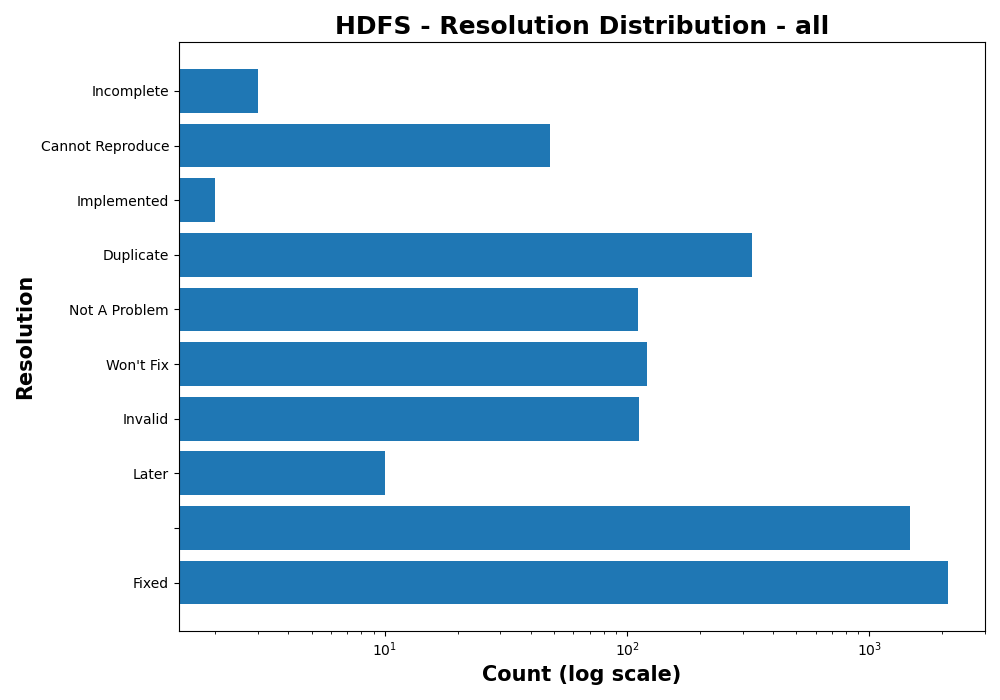 HDFS - Resolution Distribution - all
Incomplete
Cannot Reproduce
Implemented
Duplicate
Not A Problem
Won't Fix
Invalid
Later
Fixed
Resolution
10¹
10²
10³
Count (log scale)